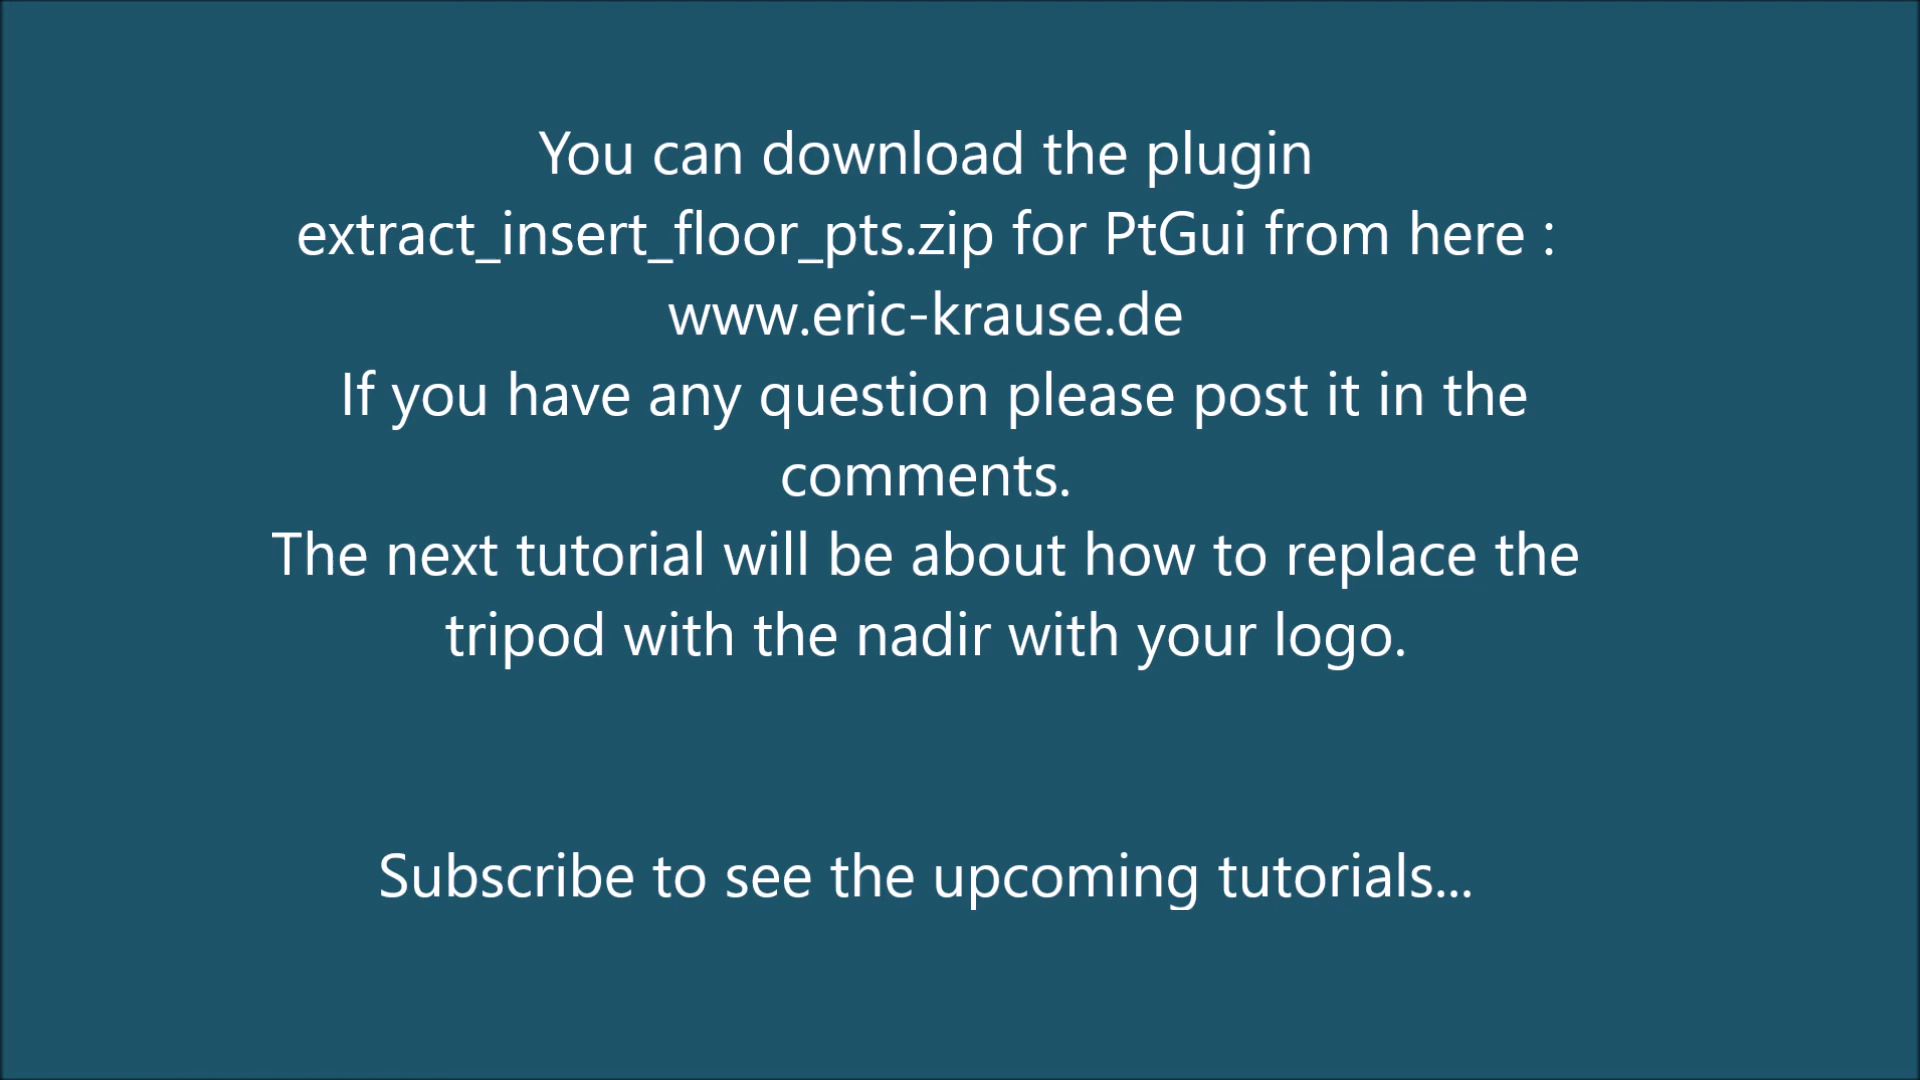 You can download the plugin
extract_insert_floor_pts.zip for PtGui from here :
www.eric-krause.de
If you have any question please post it in the
comments.
The next tutorial will be about how to replace the
tripod with the nadir with your logo.
Subscribe to see the upcoming tutorials...